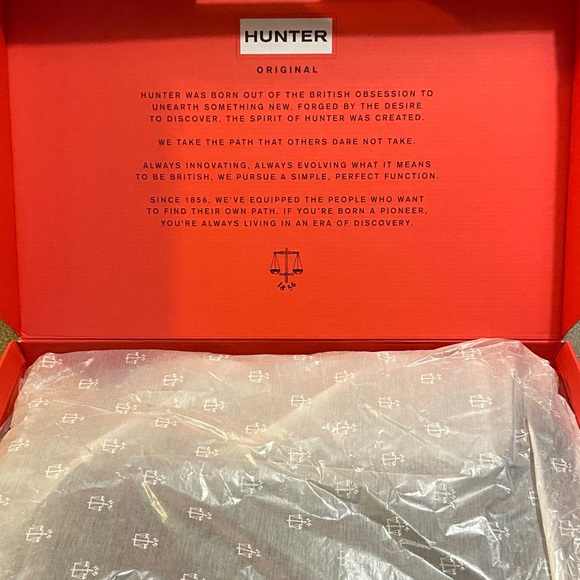 HUNTER
ORIGINAL
HUNTER WAS BORN OUT OF THE BRITISH OBSESSION TO
UNEARTH SOMETHING NEW. FORGED BY THE DESIRE
TO DISCOVER, THE SPIRIT OF HUNTER WAS CREATED.
WE TAKE THE PATH THAT OTHERS DARE NOT TAKE.
ALWAYS INNOVATING, ALWAYS EVOLVING WHAT IT MEANS
TO BE BRITISH, WE PURSUE A SIMPLE, PERFECT FUNCTION.
SINCE 1856, WE'VE EQUIPPED THE PEOPLE WHO WANT
TO FIND THEIR OWN PATH. IF YOU'RE BORN A PIONEER,
YOU'RE ALWAYS LIVING IN AN ERA OF DISCOVERY.
1856